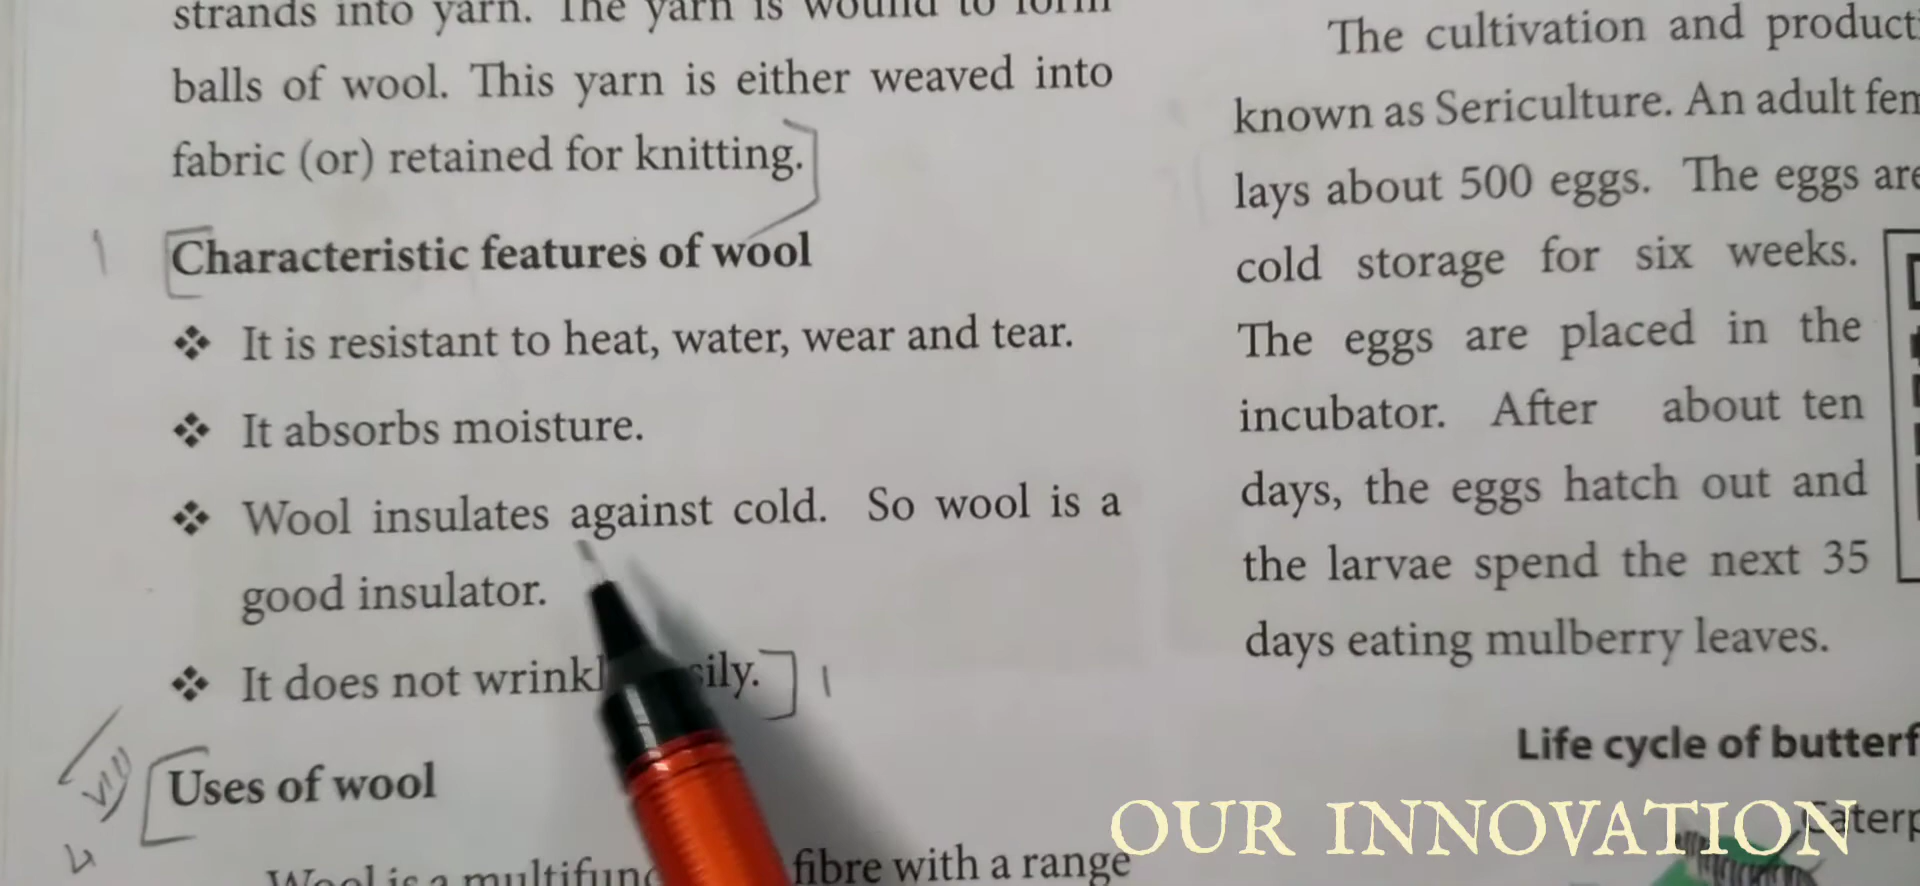 strands into yarn. The yarn is wound to form
balls of wool. This yarn is either weaved into
fabric (or) retained for knitting.
Characteristic features of wool
❖ It is resistant to heat, water, wear and tear.
❖ It absorbs moisture.
❖ Wool insulates against cold. So wool is a
good insulator.
❖ It does not
Uses of wool
Wool is a fibre with a range
The cultivation and
known as Sericulture. An adult
lays about 500 eggs. The eggs
cold storage for six weeks.
The eggs are placed in the
incubator. After about ten
days, the eggs hatch out and
the larvae spend the next 35
days eating mulberry leaves.
Life cycle of
OUR INNOVATION